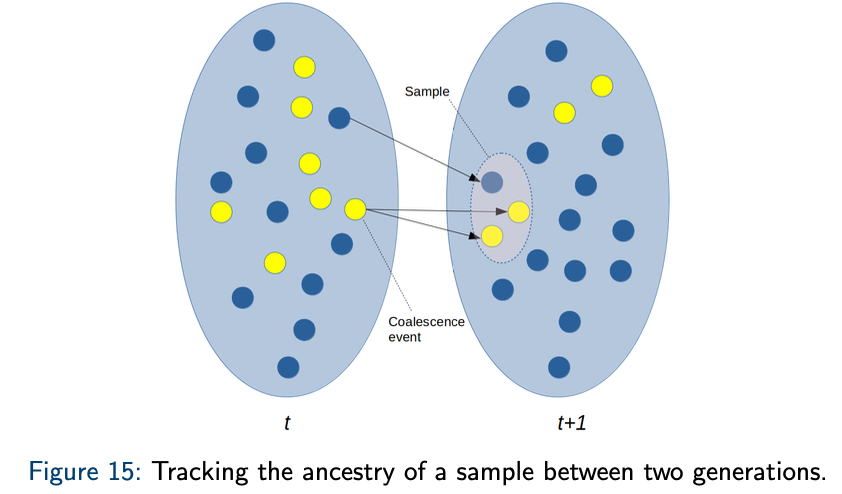 Sample
Coalescence
event
t
t+1
Figure 15: Tracking the ancestry of a sample between two generations.